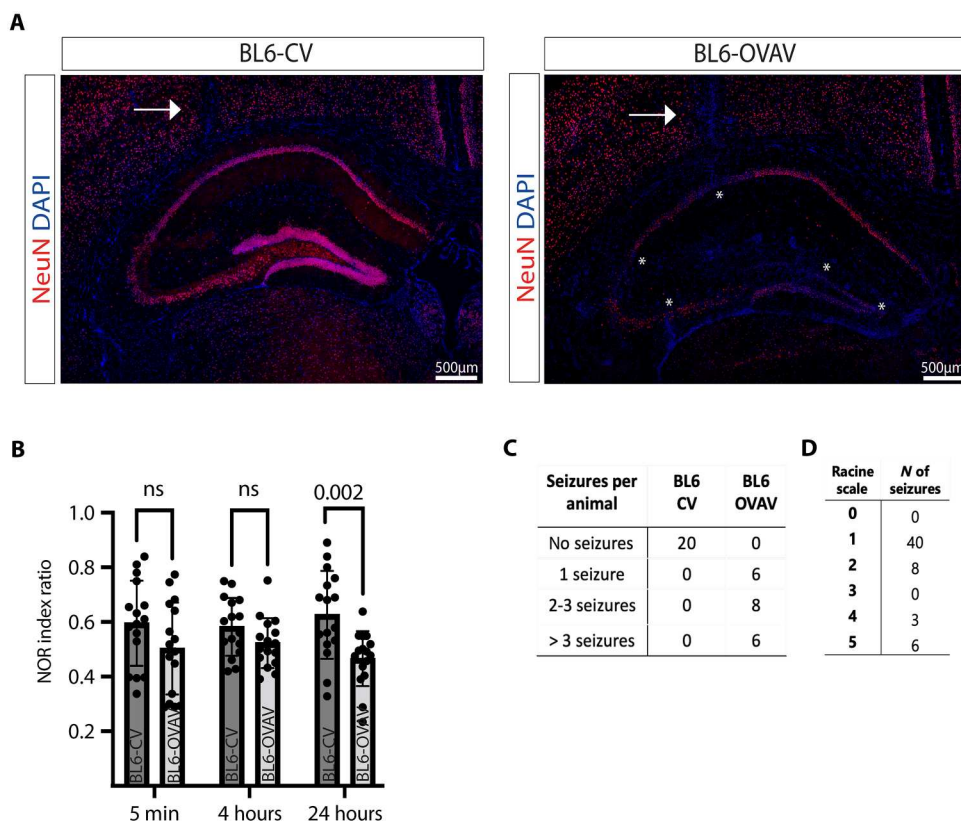 A
BL6-CV
BL6-OVAV
NeuN DAPI
NeuN DAPI
*
*
*
*
*
500µm
500µm
B
NOR index ratio
1.0
0.8
0.6
0.4
0.2
ns
ns
0.002
BL6-CV
BL6-OVAV
BL6-CV
BL6-OVAV
BL6-CV
BL6-OVAV
5 min
4 hours
24 hours
C
Seizures per animal BL6 CV BL6 OVAV
No seizures 20 0
1 seizure 0 6
2-3 seizures 0 8
> 3 seizures 0 6
D
Racine scale N of seizures
0 0
1 40
2 8
3 0
4 3
5 6